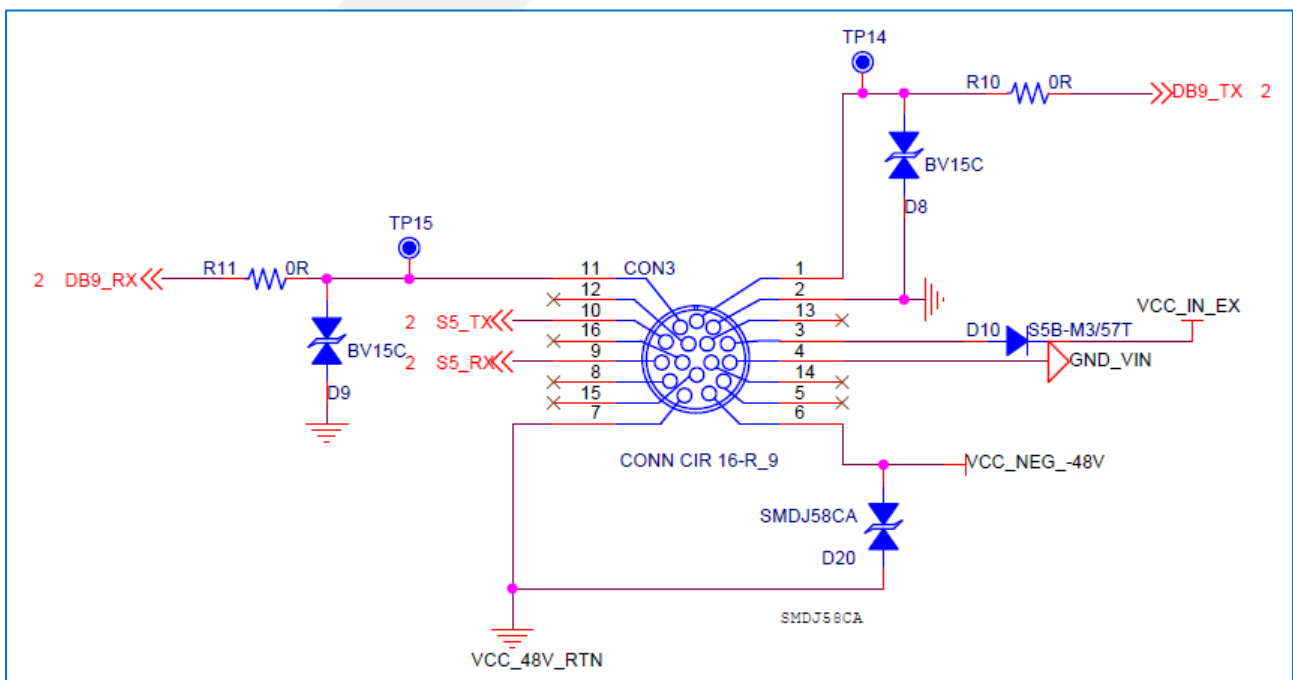 TP14
R10 0R DB9_TX 2
BV15C
D8
TP15
2 DB9_RX R11 0R 11 CON3 1
12 2
2 S5_TX 10 13
VCC_IN_EX
16 3 D10 S5B-M3/57T
2 S5_RX 9 4 GND_VIN
BV15C
8 14
D9
15 5
7 6
CONN CIR 16-R_9
VCC_NEG_-48V
SMDJ58CA
D20
SMDJ58CA
VCC_48V_RTN